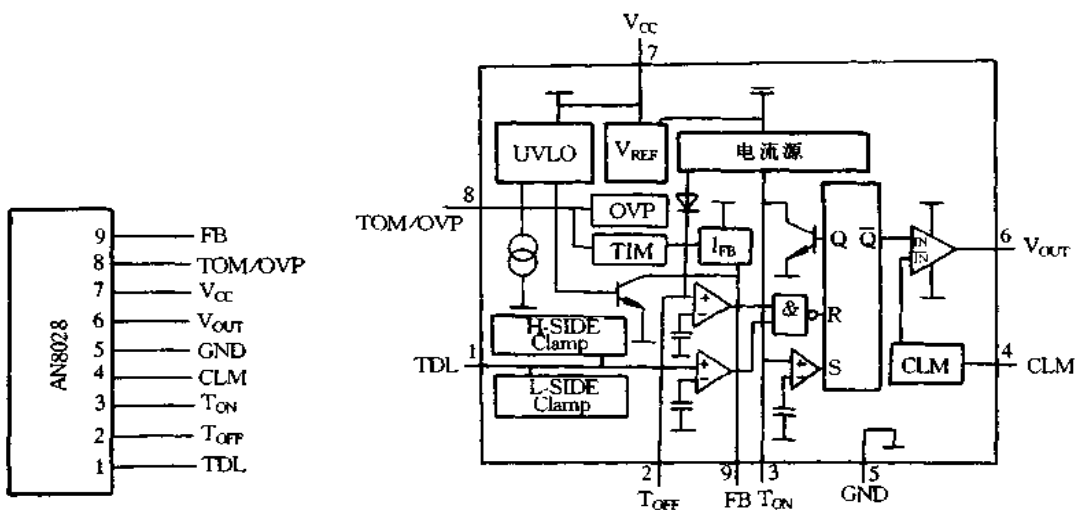 AN8028
9 FB
8 TOM/OVP
7 VCC
6 VOUT
5 GND
4 CLM
3 TON
2 TOFF
1 TDL
VCC
7
UVLO
VREF
电流源
8
TOM/OVP
OVP
TIM
IFB
Q
Q̅
IN
IN
6
VOUT
&
R
S
H-SIDE
Clamp
1
TDL
L-SIDE
Clamp
CLM
4
CLM
2
TOFF
9
FB
3
TON
5
GND
+
−
+
−
+
−